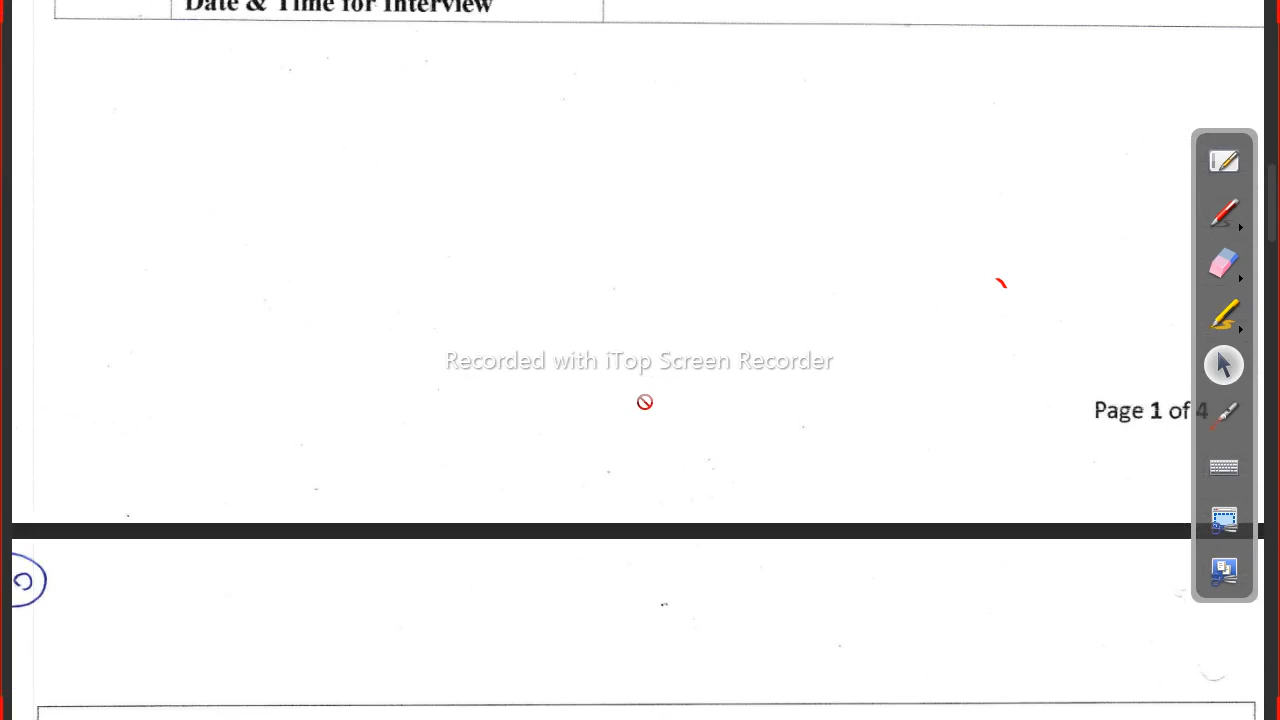 Date & Time for Interview
Recorded with iTop Screen Recorder
Page 1 of 4